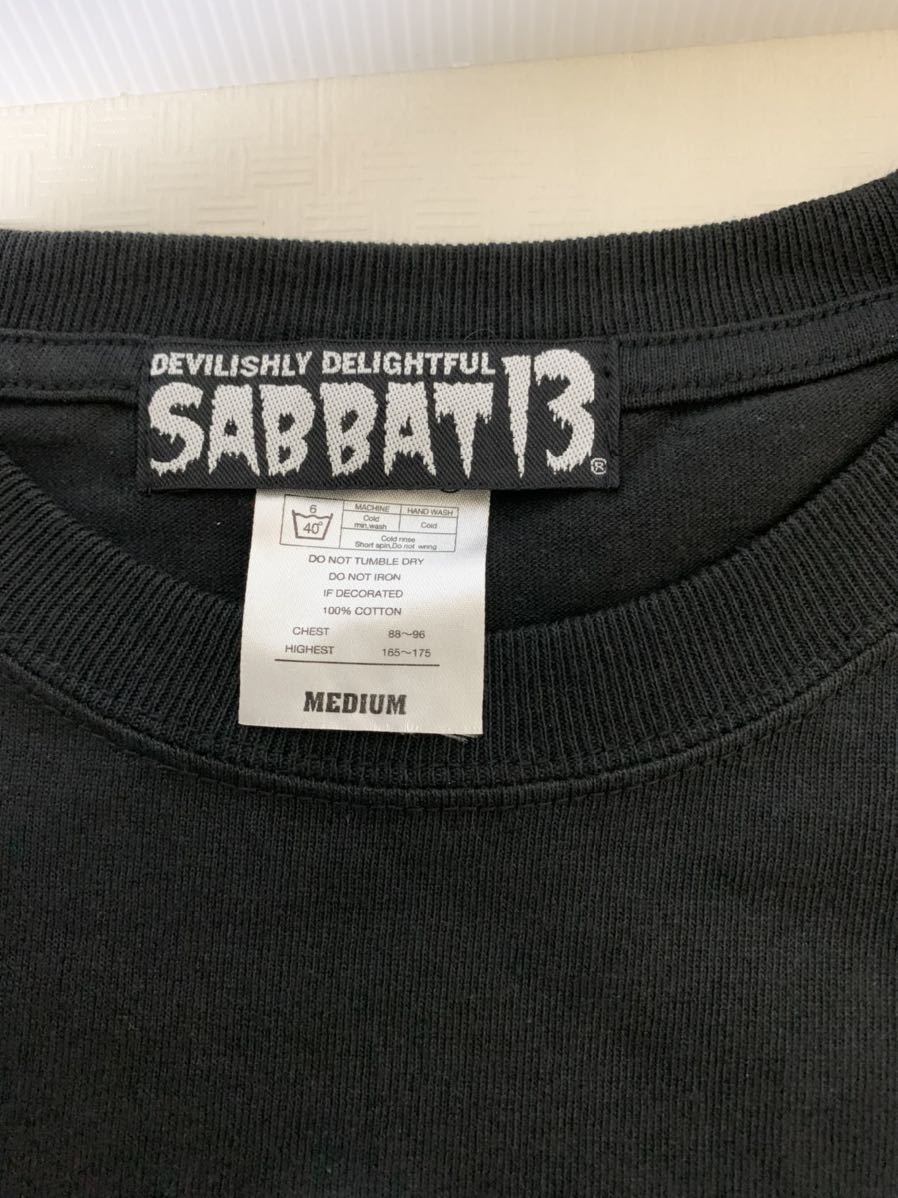 DEVILISHLY DELIGHTFUL
SABBAT13
®
6
40°
MACHINE HAND WASH
Cold min,wash Cold
Cold rinse
Short spin,Do not wring
DO NOT TUMBLE DRY
DO NOT IRON
IF DECORATED
100% COTTON
CHEST 88～96
HIGHEST 165～175
MEDIUM